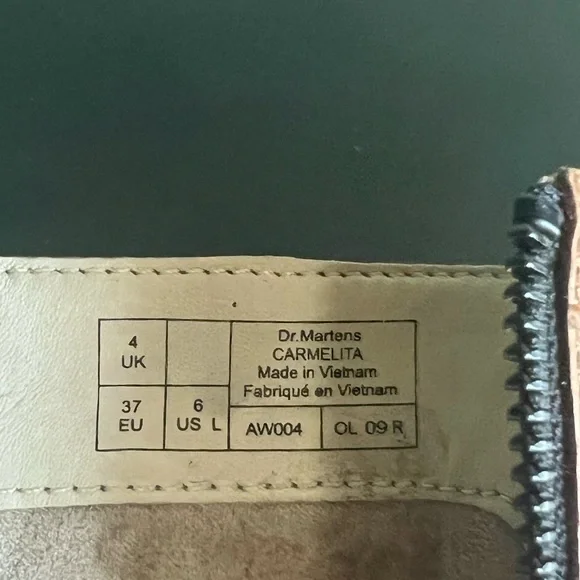 4
UK
37
EU
6
US L
Dr.Martens
CARMELITA
Made in Vietnam
Fabriqué en Vietnam
AW004
OL 09 R